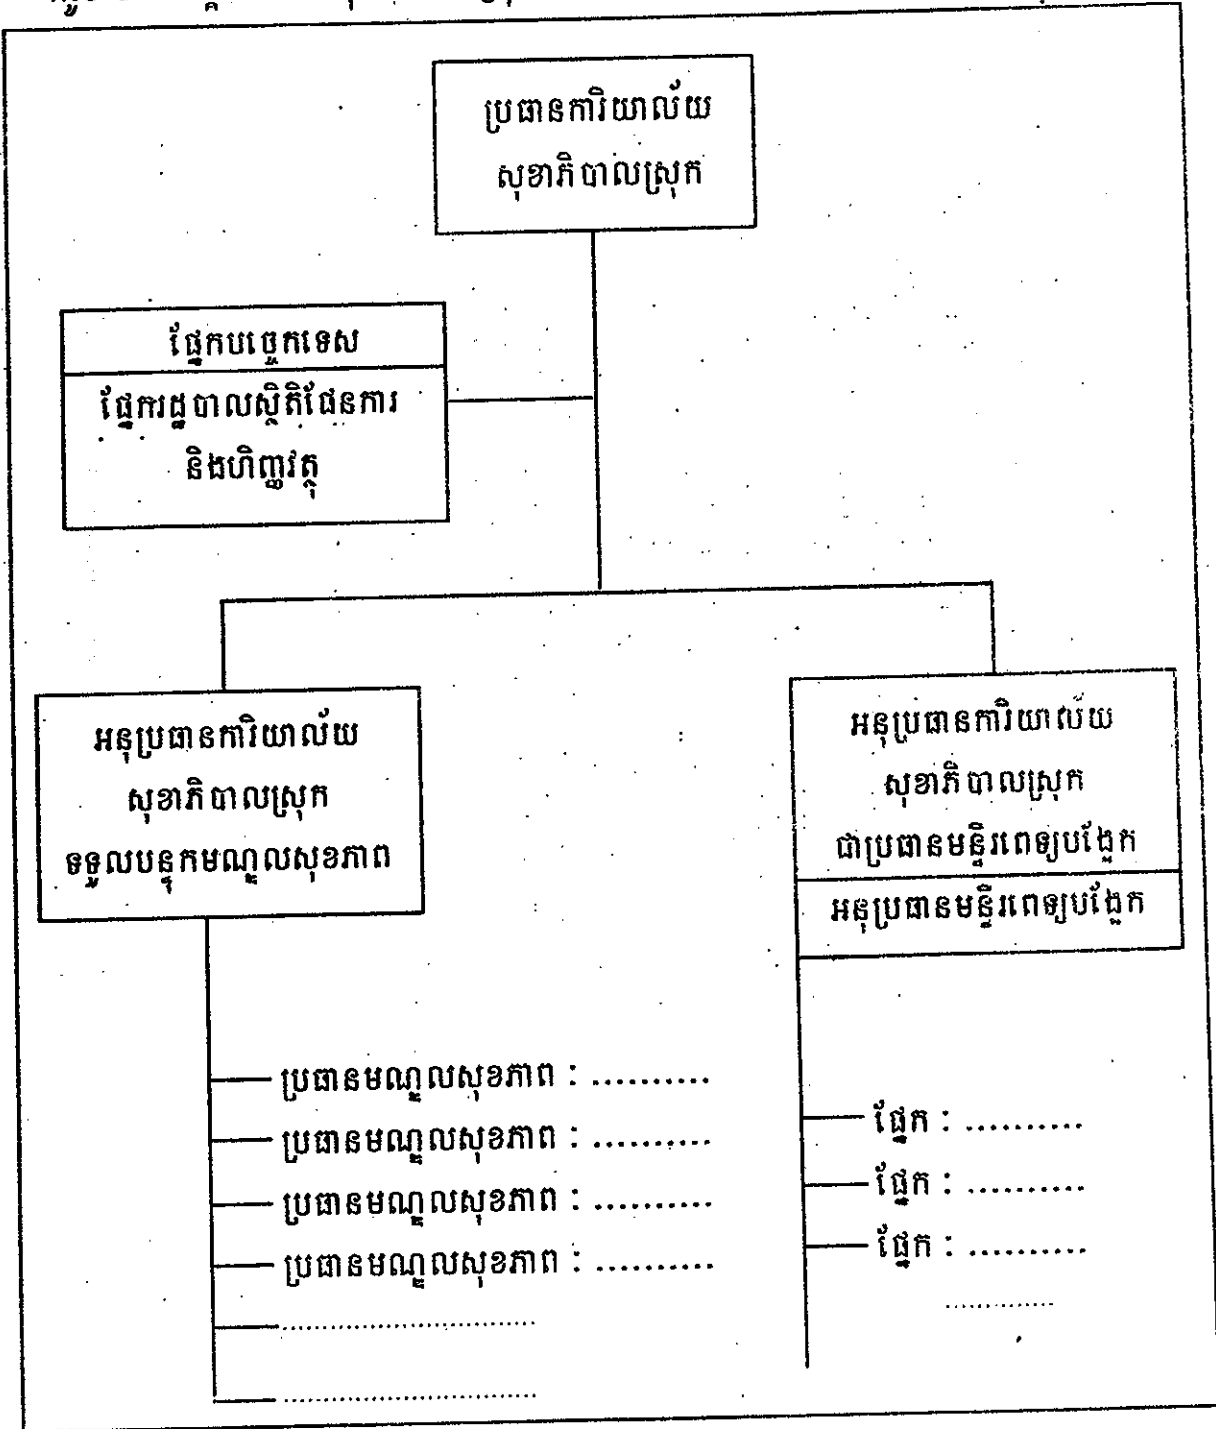 ប្រធានការិយាល័យ
សុខាភិបាលស្រុក
ផ្នែកបច្ចេកទេស
ផ្នែករដ្ឋបាលស្ថិតិផែនការ
និងហិញ្ញវត្ថុ
អនុប្រធានការិយាល័យ
សុខាភិបាលស្រុក
ទទួលបន្ទុកមណ្ឌលសុខភាព
អនុប្រធានការិយាល័យ
សុខាភិបាលស្រុក
ជាប្រធានមន្ទីរពេទ្យបង្អែក
អនុប្រធានមន្ទីរពេទ្យបង្អែក
ប្រធានមណ្ឌលសុខភាព : ..........
ប្រធានមណ្ឌលសុខភាព : ..........
ប្រធានមណ្ឌលសុខភាព : ..........
ប្រធានមណ្ឌលសុខភាព : ..........
..............................
..............................
ផ្នែក : ..........
ផ្នែក : ..........
ផ្នែក : ..........
..............